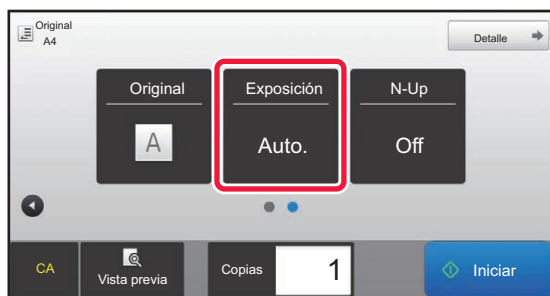 Original
A4
Detalle
Original
Exposición
N-Up
A
Auto.
Off
CA
Vista previa
Copias
1
Iniciar